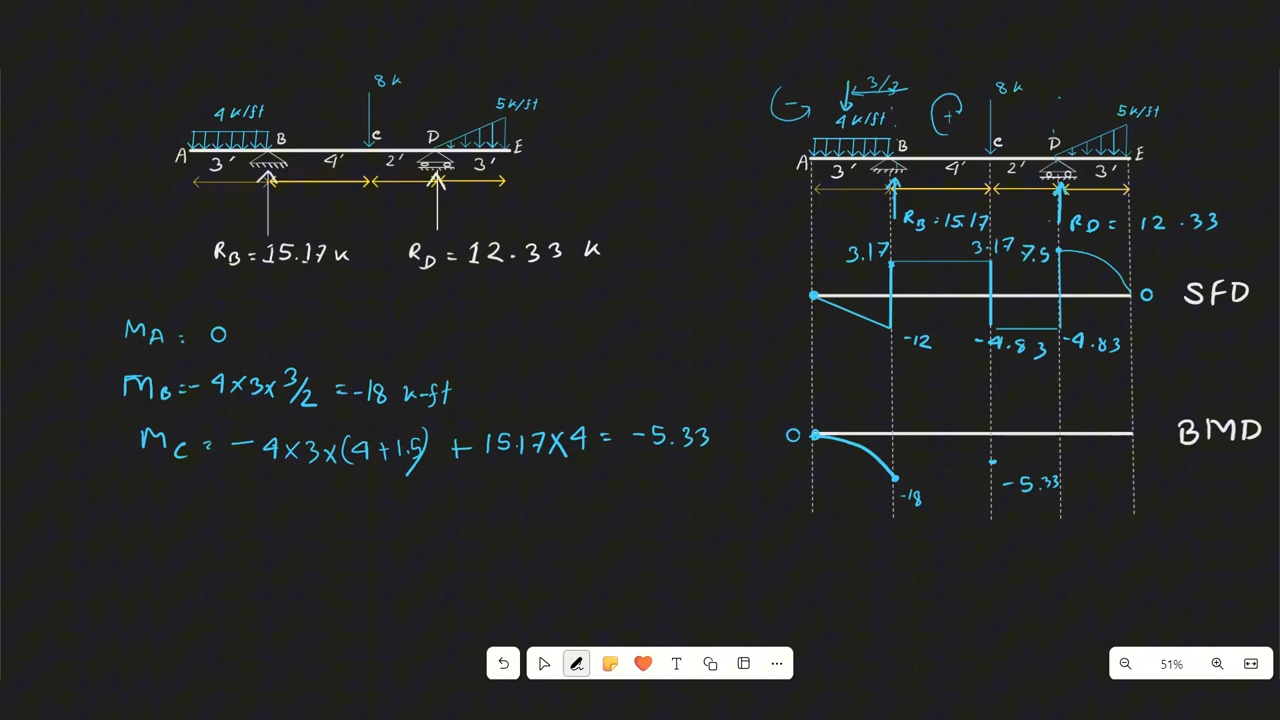 8 k
4 k/ft
5 k/ft
A B C D E
3' 4' 2' 3'
R_B = 15.17 k
R_D = 12.33 k
M_A = 0
M_B = - 4×3×3/2 = -18 k-ft
M_C = - 4×3×(4+1.5) + 15.17×4 = -5.33
3/2
8 k
-
+
4 k/ft
5 k/ft
A B C D E
3' 4' 2' 3'
R_B = 15.17
R_D = 12.33
3.17 3.17 7.5
0 SFD
-12 -4.83 -4.83
0 BMD
-18 -5.33
51%